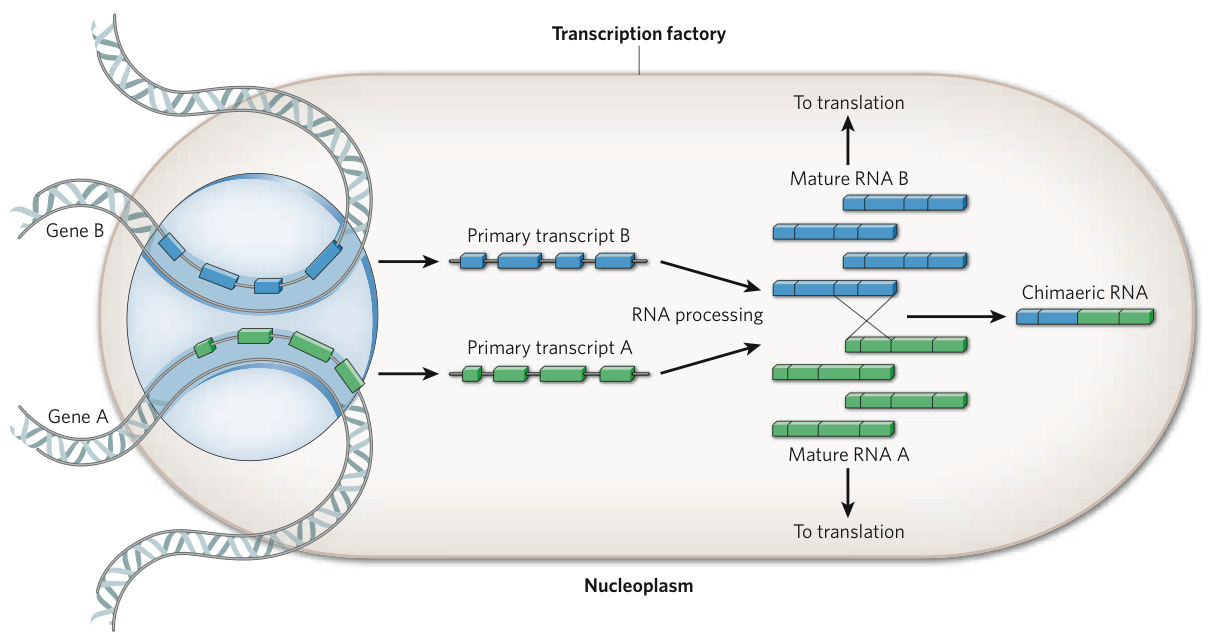 Transcription factory
To translation
Mature RNA B
Gene B
Primary transcript B
Chimaeric RNA
RNA processing
Primary transcript A
Gene A
Mature RNA A
To translation
Nucleoplasm